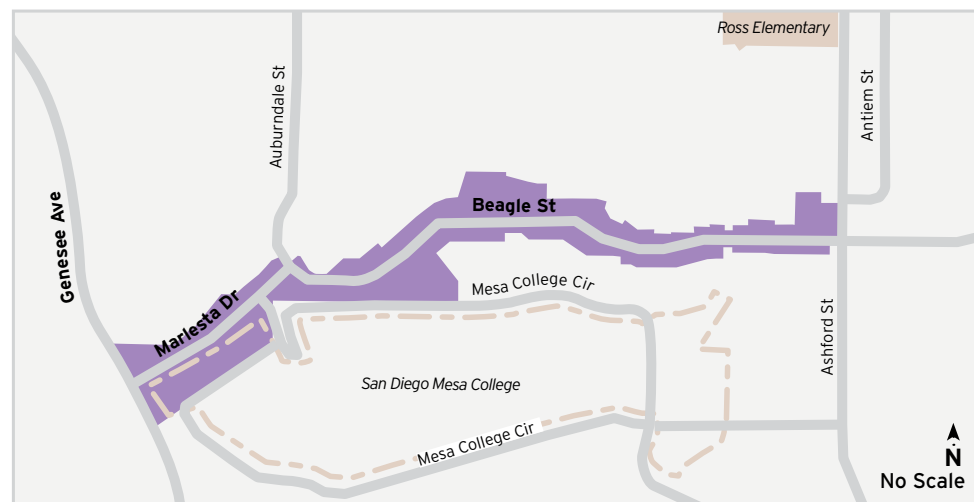 Ross Elementary
Auburndale St
Antiem St
Genesee Ave
Beagle St
Mesa College Cir
Marlesta Dr
Ashford St
San Diego Mesa College
Mesa College Cir
N
No Scale